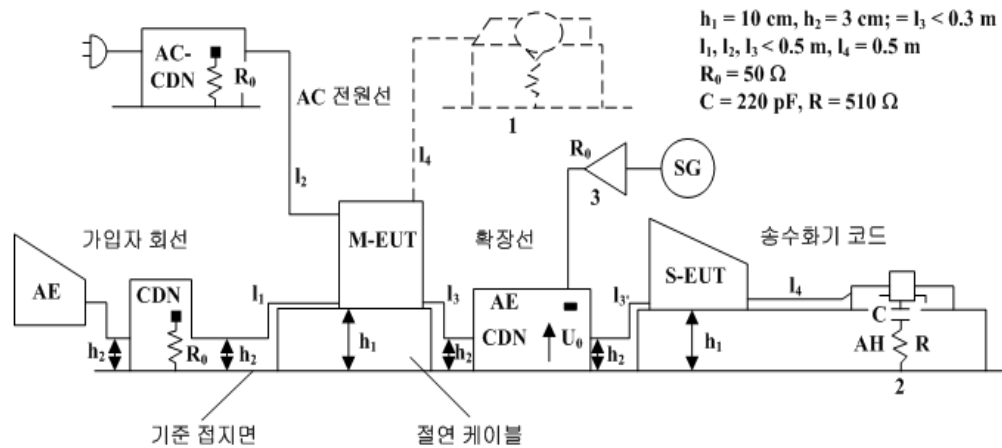 h₁ = 10 cm, h₂ = 3 cm; = l₃ < 0.3 m
l₁, l₂, l₃ < 0.5 m, l₄ = 0.5 m
R₀ = 50 Ω
C = 220 pF, R = 510 Ω
AC-
CDN
R₀
AC 전원선
1
l₂
l₄
R₀
3
SG
가입자 회선
M-EUT
확장선
S-EUT
송수화기 코드
AE
CDN
l₁
l₃
AE
CDN
l₃'
l₄
h₂
R₀
h₂
h₁
h₂
U₀
h₂
h₁
C
AH
R
2
기준 접지면
절연 케이블